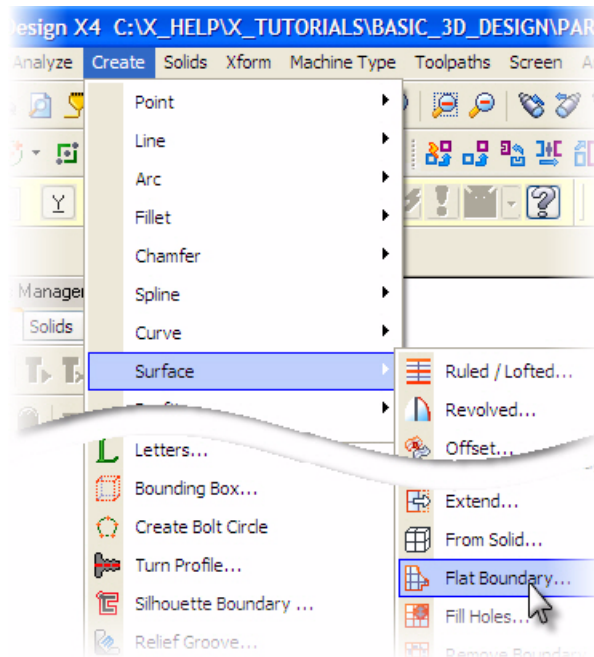 Design X4 C:\X_HELP\X_TUTORIALS\BASIC_3D_DESIGN\PAR
Analyze Create Solids Xform Machine Type Toolpaths Screen
Point
Line
Arc
Y
Fillet
Chamfer
Manager
Spline
Solids
Curve
Surface
Ruled / Lofted...
Revolved...
Letters...
Offset...
Bounding Box...
Extend...
Create Bolt Circle
From Solid...
Turn Profile...
Flat Boundary...
Silhouette Boundary ...
Fill Holes...
Relief Groove...
Remove Boundary